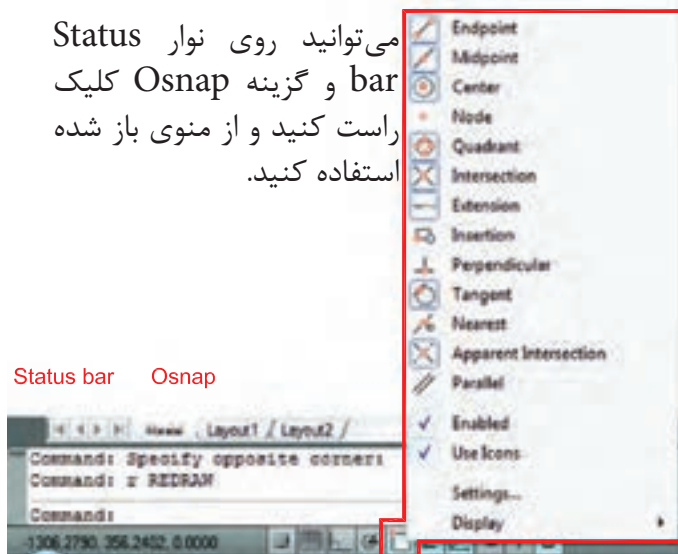 می‌توانید روی نوار Status
bar و گزینه Osnap کلیک
راست کنید و از منوی باز شده
استفاده کنید.
Endpoint
Midpoint
Center
Node
Quadrant
Intersection
Extension
Insertion
Perpendicular
Tangent
Nearest
Apparent Intersection
Parallel
Enabled
Use Icons
Settings...
Display
Status bar Osnap
Layout1 / Layout2 /
Command: Specify opposite corner:
Command: r REDRAW
Command:
-1306.2790, 356.2402, 0.0000